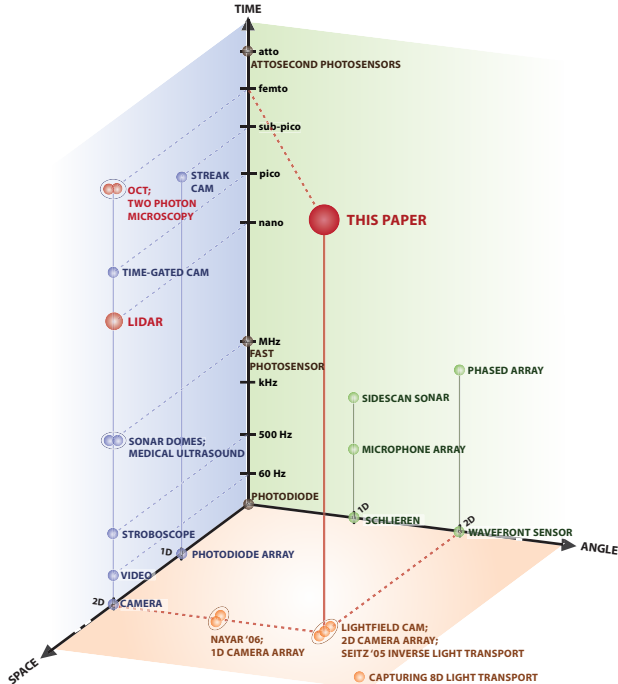 TIME
atto
ATTOSECOND PHOTOSENSORS
femto
sub-pico
pico
STREAK
CAM
OCT;
TWO PHOTON
MICROSCOPY
nano
THIS PAPER
TIME-GATED CAM
LIDAR
MHz
FAST
PHOTOSENSOR
kHz
PHASED ARRAY
SIDESCAN SONAR
500 Hz
SONAR DOMES;
MEDICAL ULTRASOUND
MICROPHONE ARRAY
60 Hz
PHOTODIODE
1D
SCHLIEREN
2D
WAVEFRONT SENSOR
ANGLE
STROBOSCOPE
1D
PHOTODIODE ARRAY
VIDEO
2D
CAMERA
NAYAR ‘06;
1D CAMERA ARRAY
LIGHTFIELD CAM;
2D CAMERA ARRAY;
SEITZ ‘05 INVERSE LIGHT TRANSPORT
SPACE
CAPTURING 8D LIGHT TRANSPORT